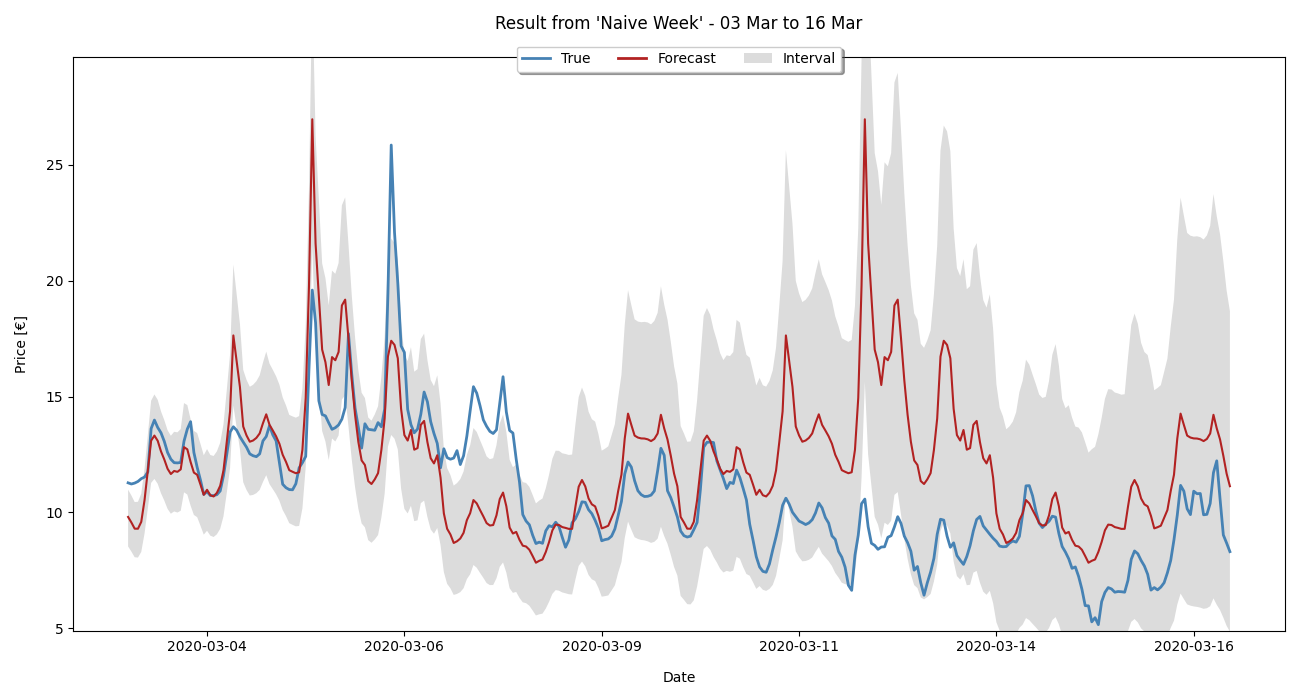 Result from 'Naive Week' - 03 Mar to 16 Mar
True Forecast Interval
25
20
15
10
5
Price [€]
2020-03-04 2020-03-06 2020-03-09 2020-03-11 2020-03-14 2020-03-16
Date